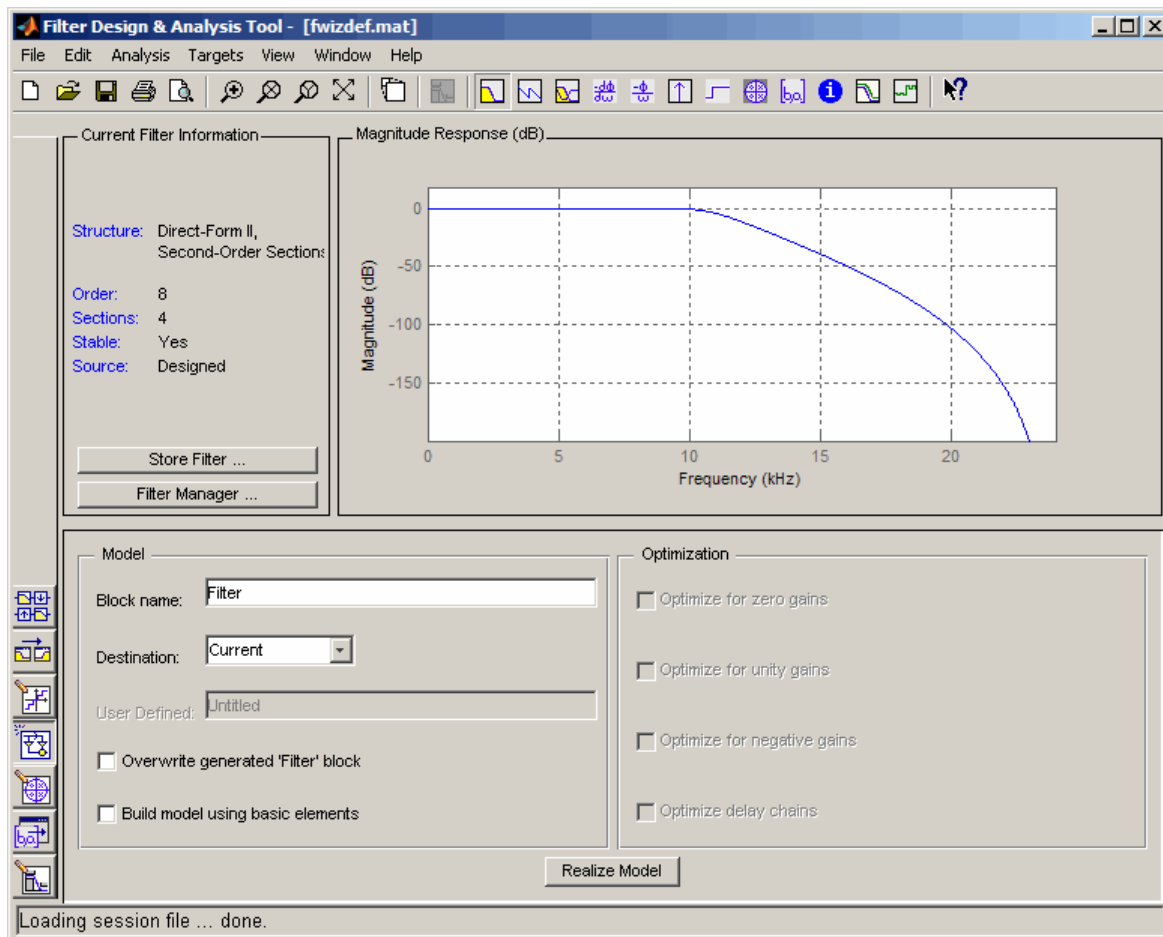 Filter Design & Analysis Tool - [fwizdef.mat]
File Edit Analysis Targets View Window Help
Current Filter Information
Structure: Direct-Form II,
Second-Order Sections
Order: 8
Sections: 4
Stable: Yes
Source: Designed
Store Filter ...
Filter Manager ...
Magnitude Response (dB)
Magnitude (dB)
0
-50
-100
-150
0 5 10 15 20
Frequency (kHz)
Model
Block name: Filter
Destination: Current
User Defined: Untitled
Overwrite generated 'Filter' block
Build model using basic elements
Optimization
Optimize for zero gains
Optimize for unity gains
Optimize for negative gains
Optimize delay chains
Realize Model
Loading session file ... done.